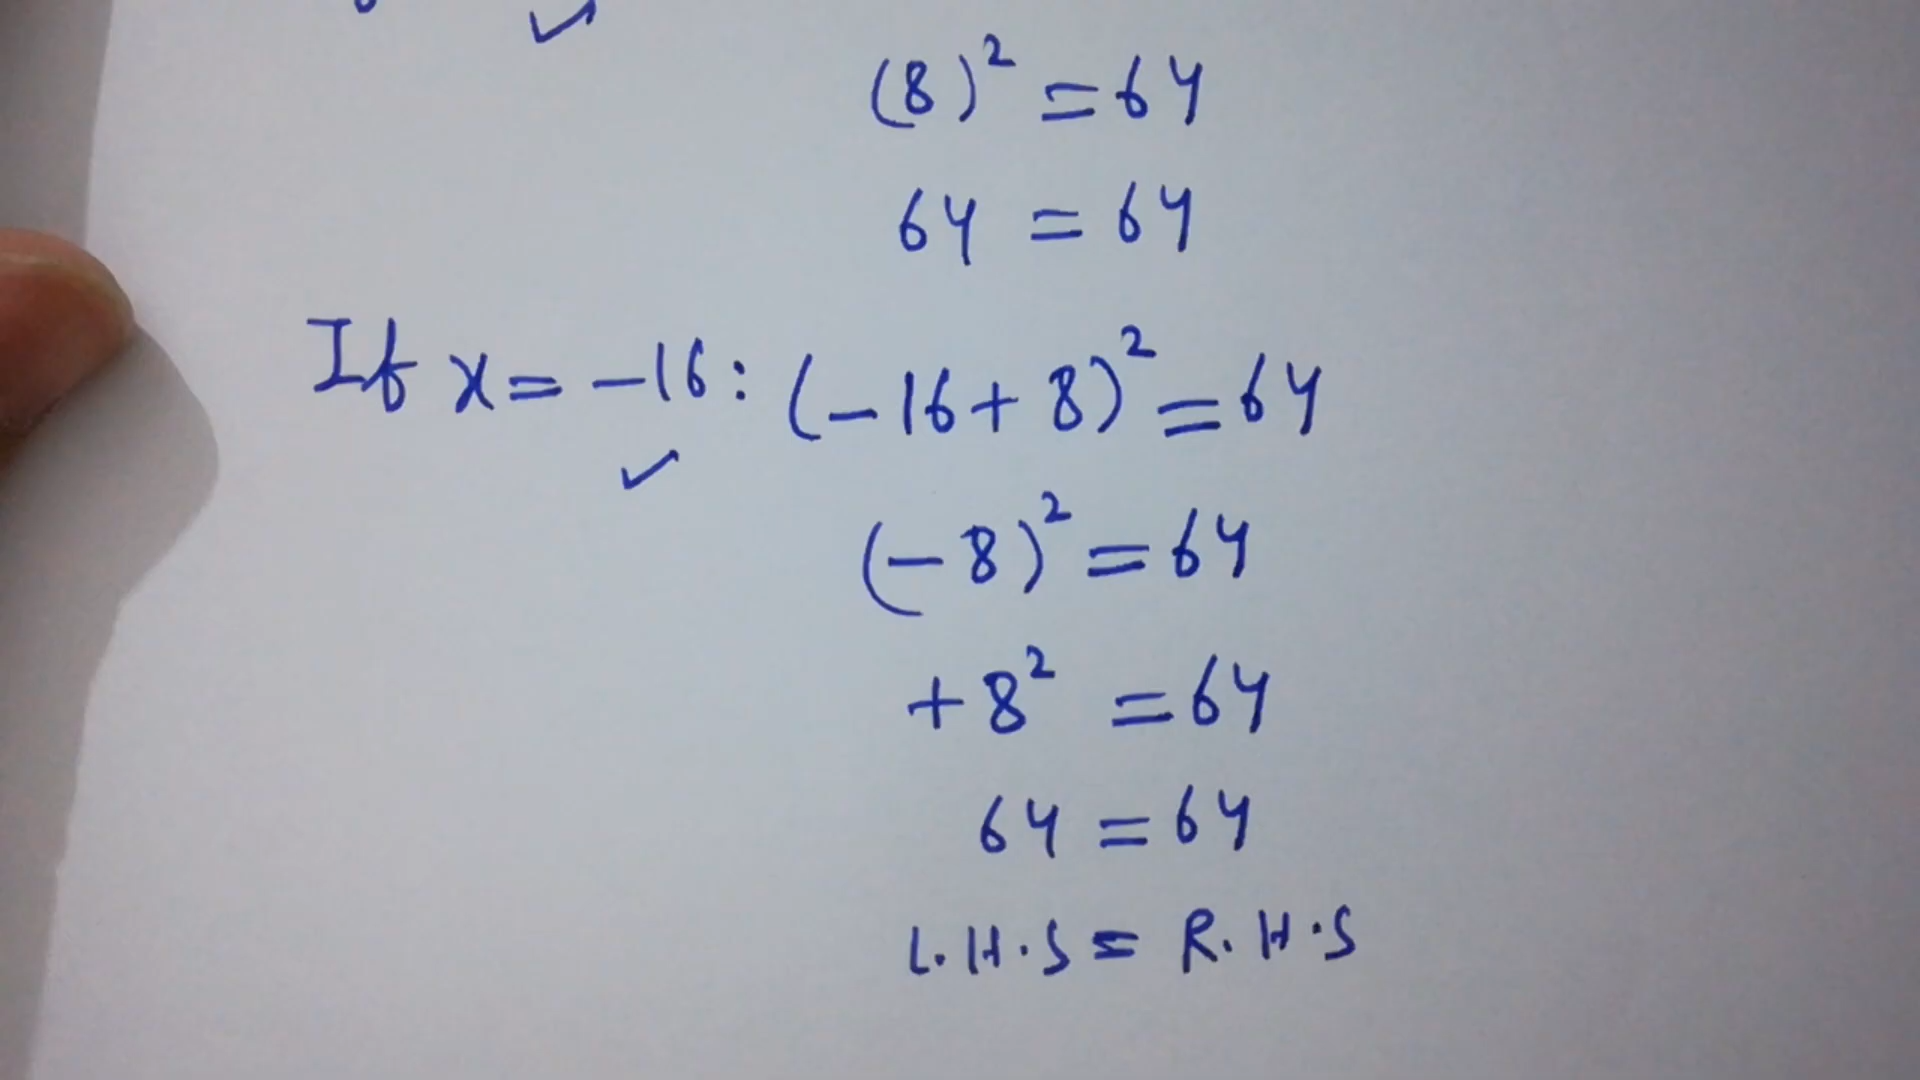 (8)² = 64
64 = 64
If x = -16: (-16 + 8)² = 64
(-8)² = 64
+8² = 64
64 = 64
L.H.S = R.H.S